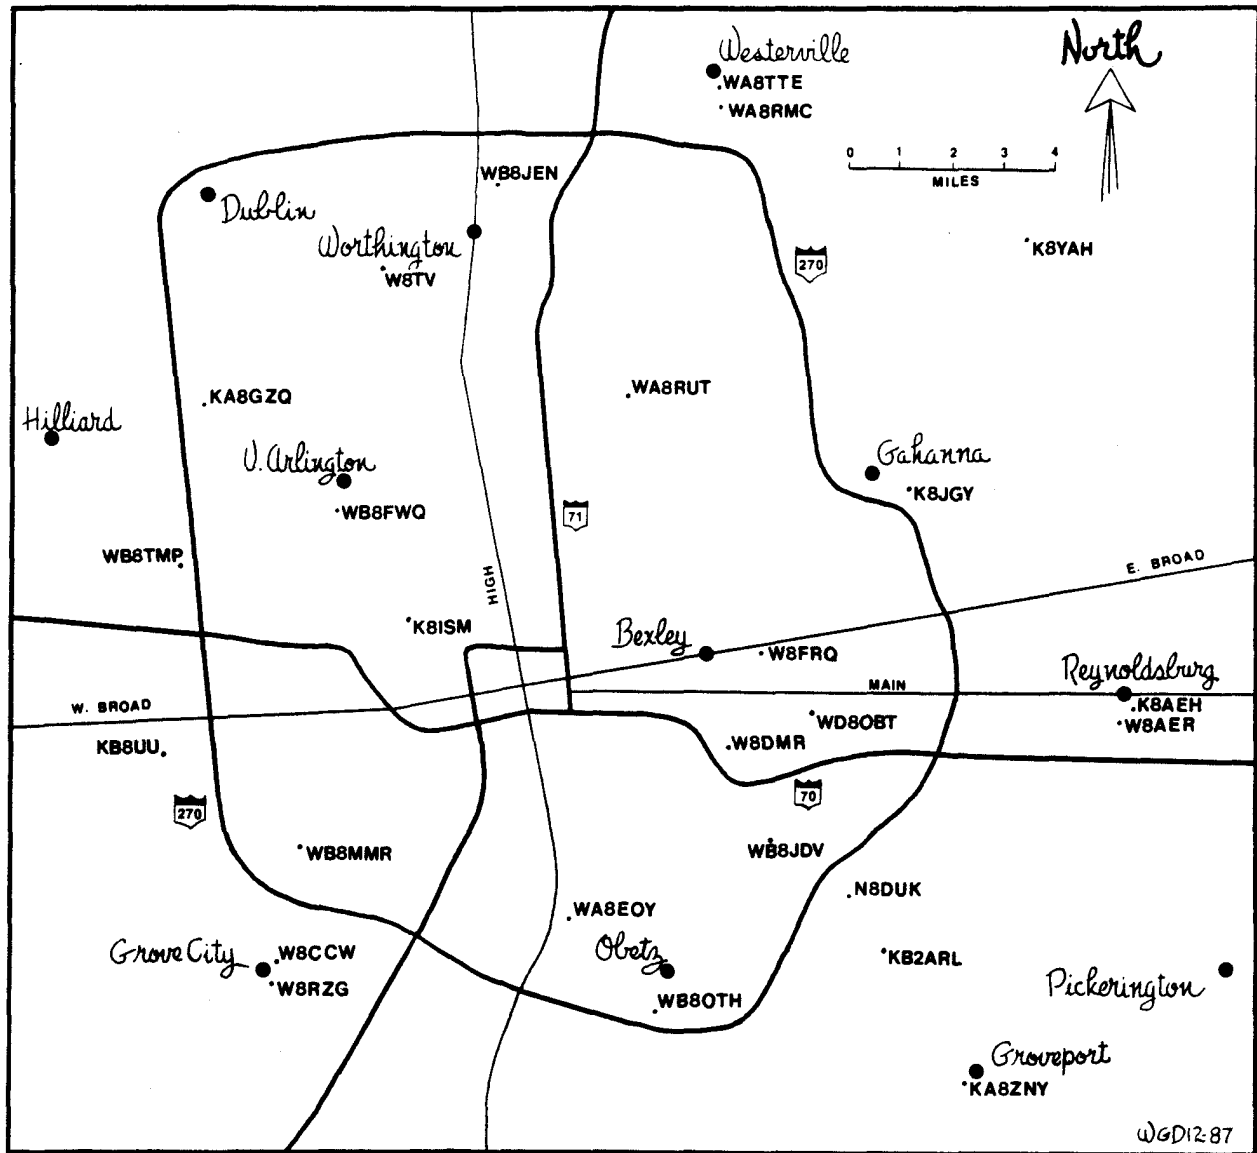 Westerville
North
WA8TTE
WA8RMC
0 1 2 3 4
MILES
WB8JEN
Dublin
Worthington
W8TV
K8YAH
270
KA8GZQ
WA8RUT
Hilliard
U. Arlington
Gahanna
K8JGY
WB8FWQ
71
WB8TMP
HIGH
E. BROAD
K8ISM
Bexley
W8FRQ
Reynoldsburg
MAIN
W. BROAD
K8AEH
WD8OBT
W8AER
KB8UU
W8DMR
270
70
WB8MMR
WB8JDV
N8DUK
WA8EOY
Grove City
W8CCW
Obetz
KB2ARL
W8RZG
WB8OTH
Pickerington
Groveport
KA8ZNY
WGD12-87